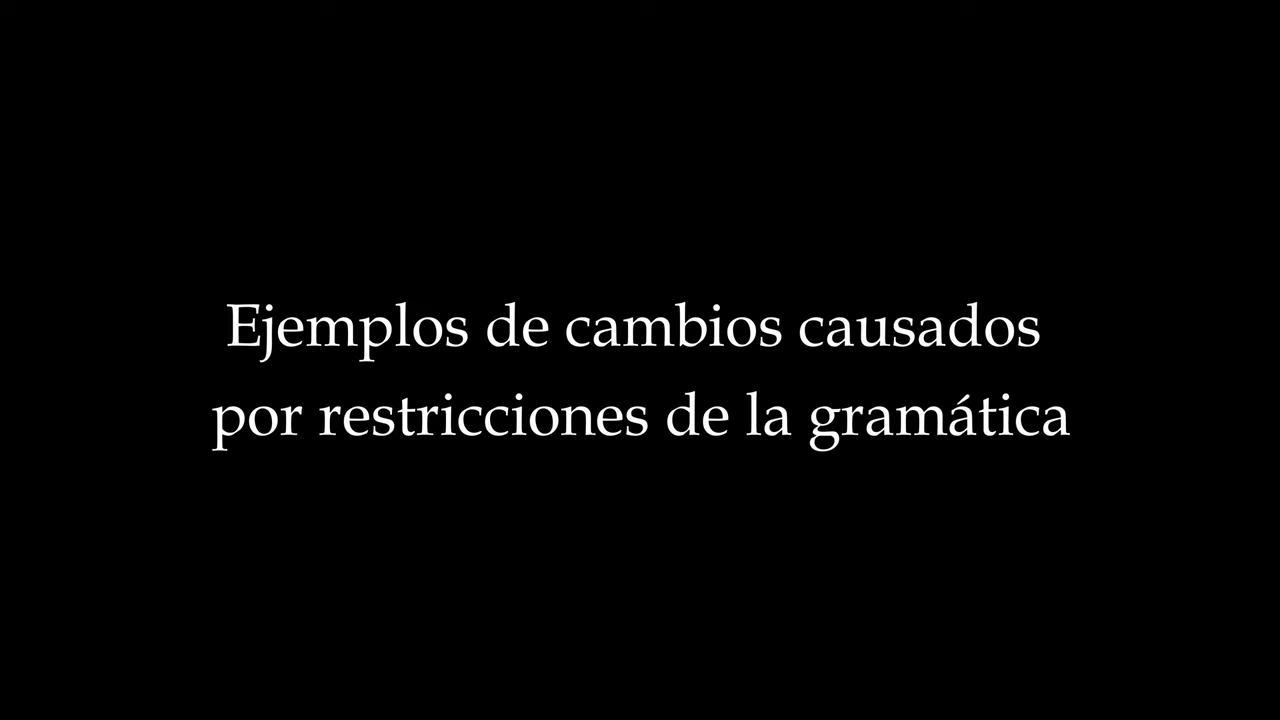 Ejemplos de cambios causados
por restricciones de la gramática